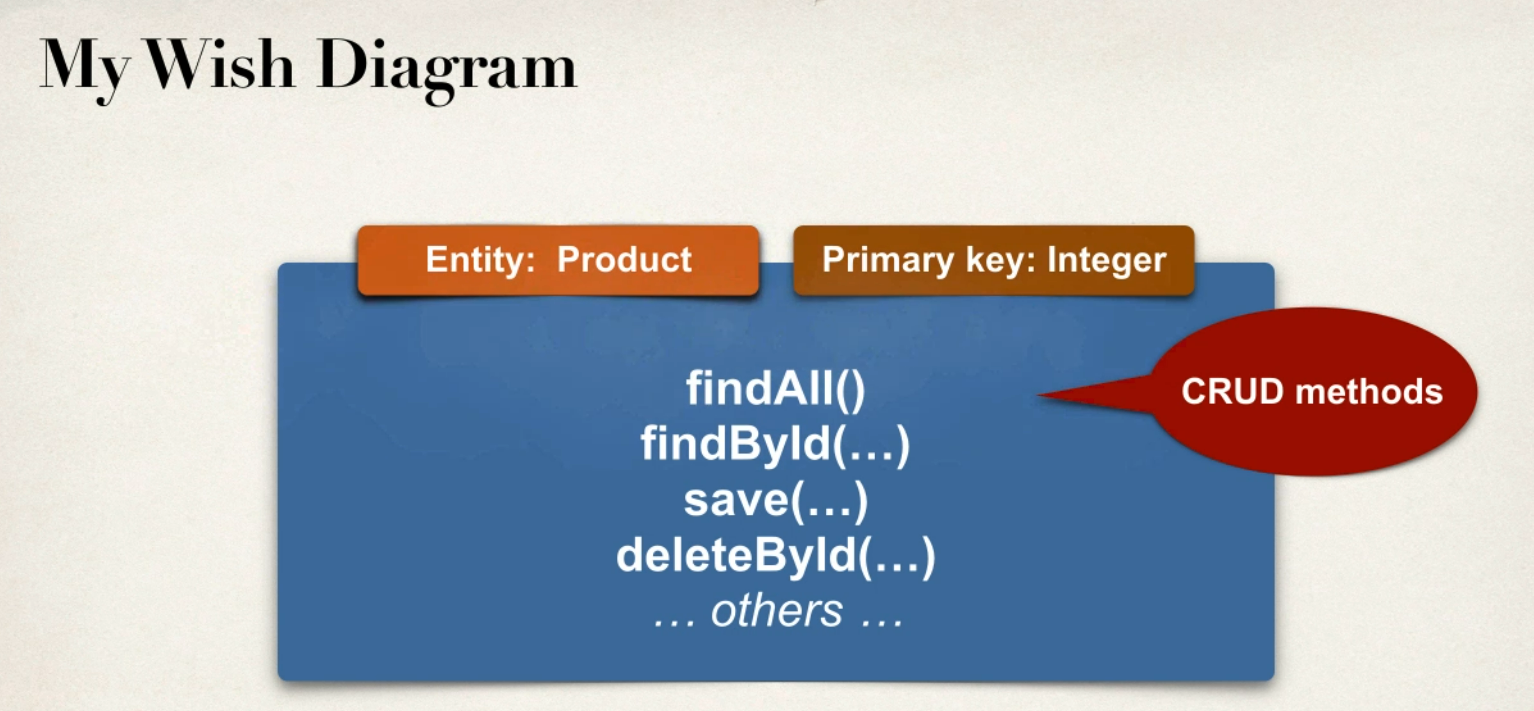 My Wish Diagram
Entity: Product
Primary key: Integer
findAll()
findById(…)
save(…)
deleteById(…)
… others …
CRUD methods